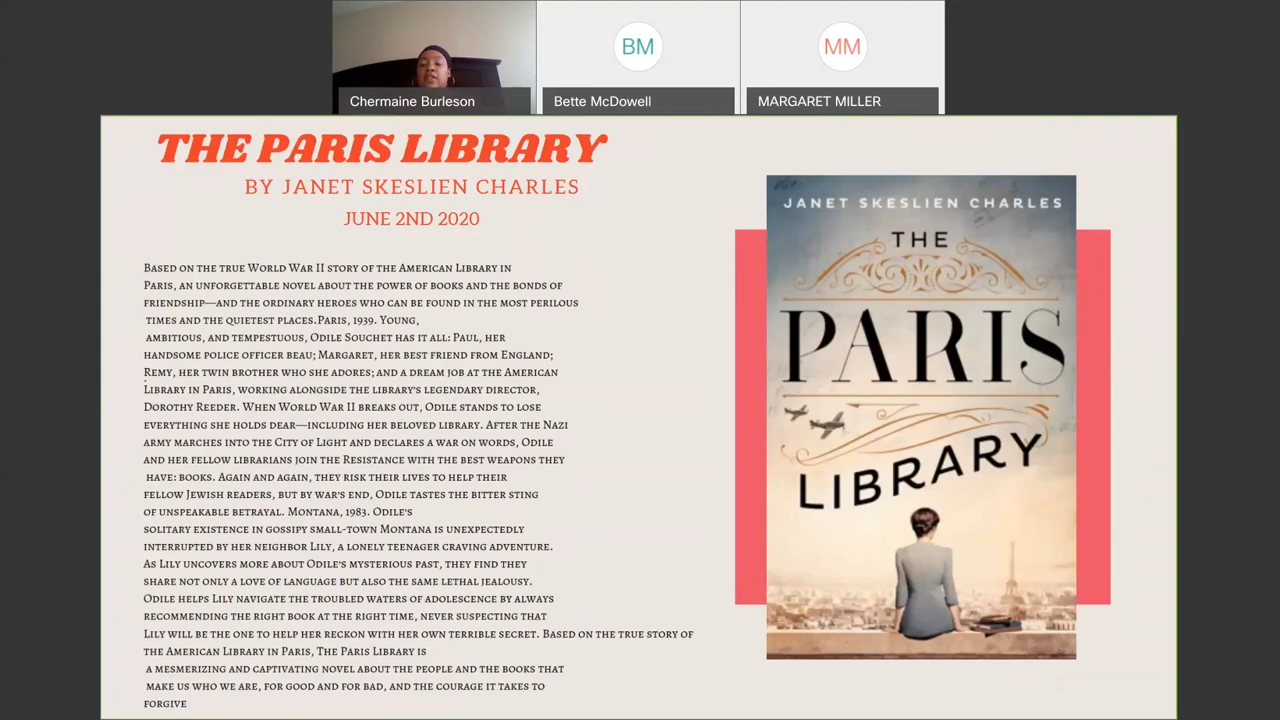 BM
MM
Chermaine Burleson
Bette McDowell
MARGARET MILLER
THE PARIS LIBRARY
BY JANET SKESLIEN CHARLES
JUNE 2ND 2020
Based on the true World War II story of the American Library in
Paris, an unforgettable novel about the power of books and the bonds of
friendship—and the ordinary heroes who can be found in the most perilous
times and the quietest places.Paris, 1939. Young,
ambitious, and tempestuous, Odile Souchet has it all: Paul, her
handsome police officer beau; Margaret, her best friend from England;
Remy, her twin brother who she adores; and a dream job at the American
Library in Paris, working alongside the library's legendary director,
Dorothy Reeder. When World War II breaks out, Odile stands to lose
everything she holds dear—including her beloved library. After the Nazi
army marches into the City of Light and declares a war on words, Odile
and her fellow librarians join the Resistance with the best weapons they
have: books. Again and again, they risk their lives to help their
fellow Jewish readers, but by war's end, Odile tastes the bitter sting
of unspeakable betrayal. Montana, 1983. Odile's
solitary existence in gossipy small-town Montana is unexpectedly
interrupted by her neighbor Lily, a lonely teenager craving adventure.
As Lily uncovers more about Odile's mysterious past, they find they
share not only a love of language but also the same lethal jealousy.
Odile helps Lily navigate the troubled waters of adolescence by always
recommending the right book at the right time, never suspecting that
Lily will be the one to help her reckon with her own terrible secret. Based on the true story of
the American Library in Paris, The Paris Library is
a mesmerizing and captivating novel about the people and the books that
make us who we are, for good and for bad, and the courage it takes to
forgive
JANET SKESLIEN CHARLES
THE
PARIS
LIBRARY